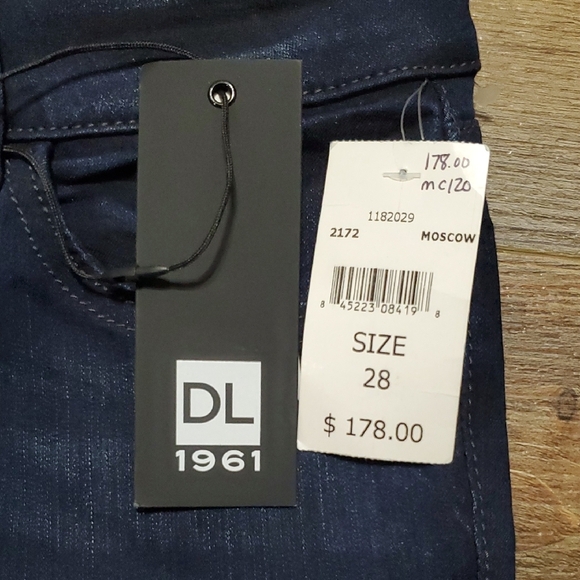 DL
1961
178.00
mc120
1182029
2172 MOSCOW
8 45223 08419 8
SIZE
28
$ 178.00